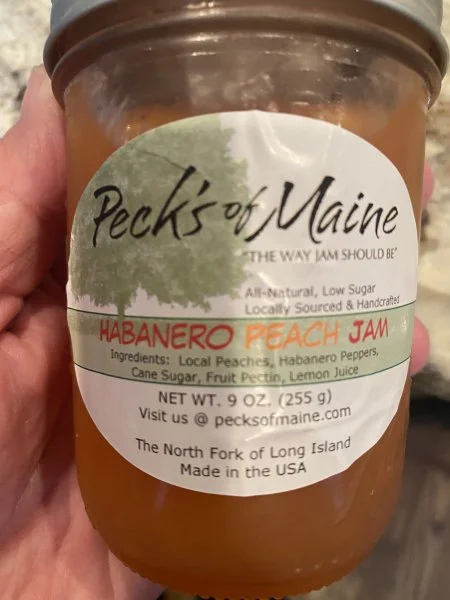 Peck's of Maine
"THE WAY JAM SHOULD BE"
All-Natural, Low Sugar
Locally Sourced & Handcrafted
HABANERO PEACH JAM
Ingredients: Local Peaches, Habanero Peppers,
Cane Sugar, Fruit Pectin, Lemon Juice
NET WT. 9 OZ. (255 g)
Visit us @ pecksofmaine.com
The North Fork of Long Island
Made in the USA